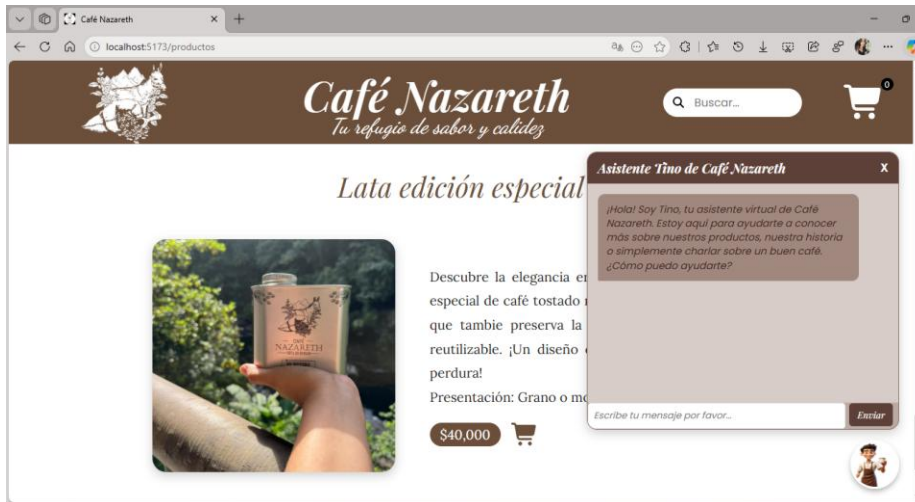 Café Nazareth
localhost:5173/productos
Café Nazareth
Tu refugio de sabor y calidez
Buscar...
0
Lata edición especial
Asistente Tino de Café Nazareth
X
¡Hola! Soy Tino, tu asistente virtual de Café
Nazareth. Estoy aquí para ayudarte a conocer
más sobre nuestros productos, nuestra historia
o simplemente charlar sobre un buen café.
¿Cómo puedo ayudarte?
Descubre la elegancia en
especial de café tostado
que tambie preserva la
reutilizable. ¡Un diseño
perdura!
Presentación: Grano o mo
$40,000
CAFÉ
NAZARETH
Escribe tu mensaje por favor...
Enviar